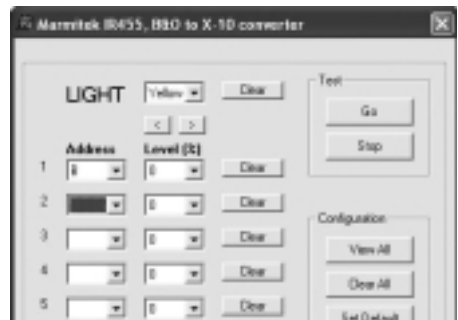 Marmitek IR455, B&O to X-10 converter
LIGHT Yellow Clear
< >
Address Level (%)
1 0 Clear
2 0 Clear
3 0 Clear
4 0 Clear
5 0 Clear
Test
Go
Stop
Configuration
View All
Clear All
Set Default